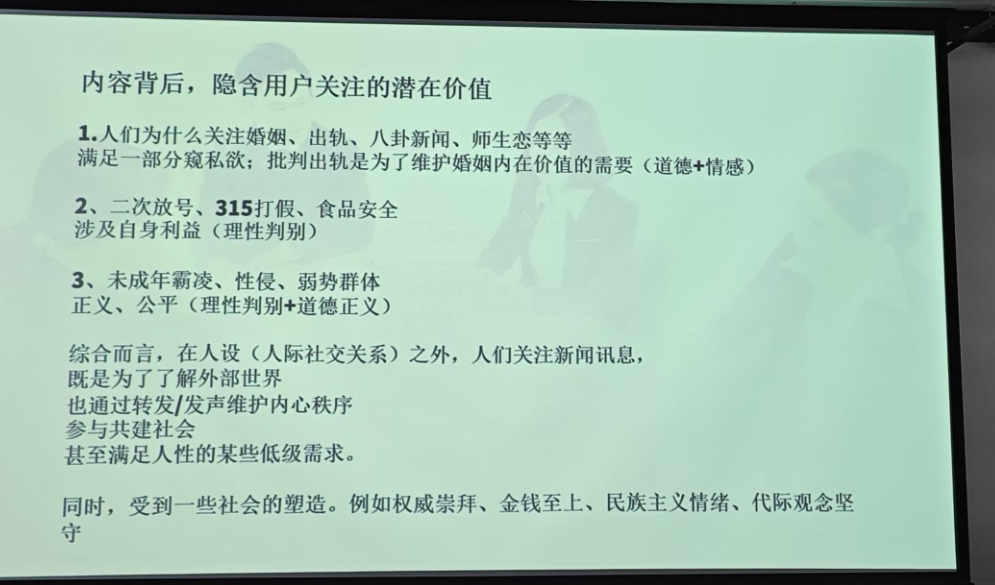 内容背后，隐含用户关注的潜在价值
1.人们为什么关注婚姻、出轨、八卦新闻、师生恋等等
满足一部分窥私欲；批判出轨是为了维护婚姻内在价值的需要（道德+情感）
2、二次放号、315打假、食品安全
涉及自身利益（理性判别）
3、未成年霸凌、性侵、弱势群体
正义、公平（理性判别+道德正义）
综合而言，在人设（人际社交关系）之外，人们关注新闻讯息，
既是为了了解外部世界
也通过转发/发声维护内心秩序
参与共建社会
甚至满足人性的某些低级需求。
同时，受到一些社会的塑造。例如权威崇拜、金钱至上、民族主义情绪、代际观念坚
守